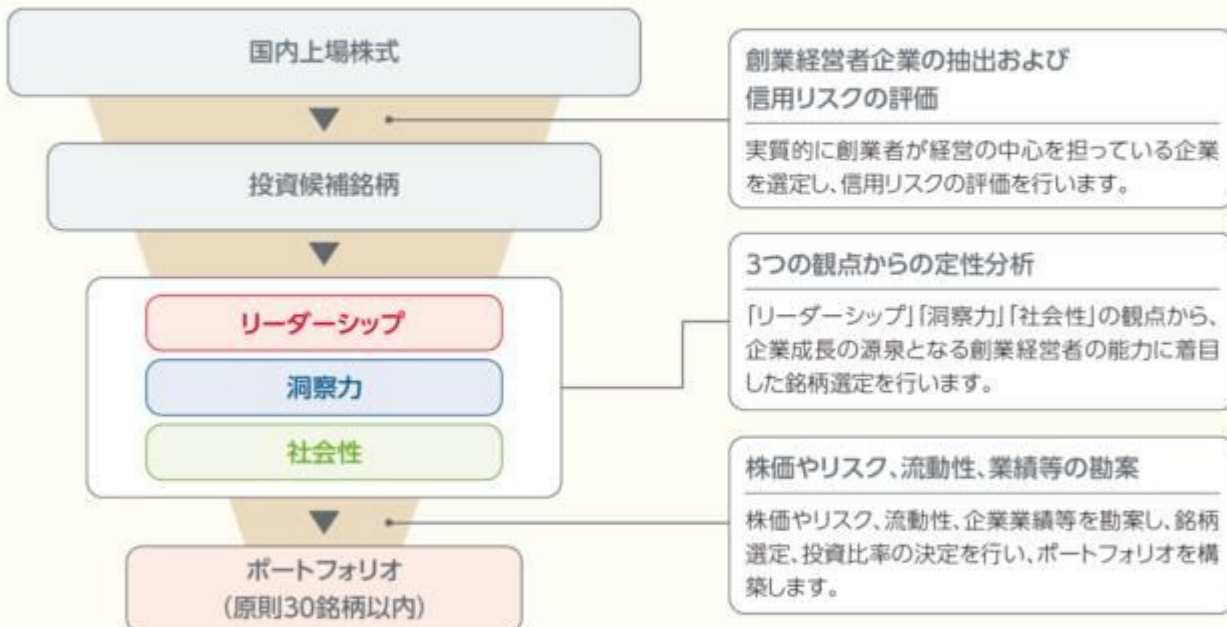 国内上場株式
創業経営者企業の抽出および
信用リスクの評価
実質的に創業者が経営の中心を担っている企業
を選定し、信用リスクの評価を行います。
投資候補銘柄
3つの観点からの定性分析
「リーダーシップ」「洞察力」「社会性」の観点から、
企業成長の源泉となる創業経営者の能力に着目
した銘柄選定を行います。
リーダーシップ
洞察力
社会性
株価やリスク、流動性、業績等の勘案
株価やリスク、流動性、企業業績等を勘案し、銘柄
選定、投資比率の決定を行い、ポートフォリオを構
築します。
ポートフォリオ
(原則30銘柄以内)